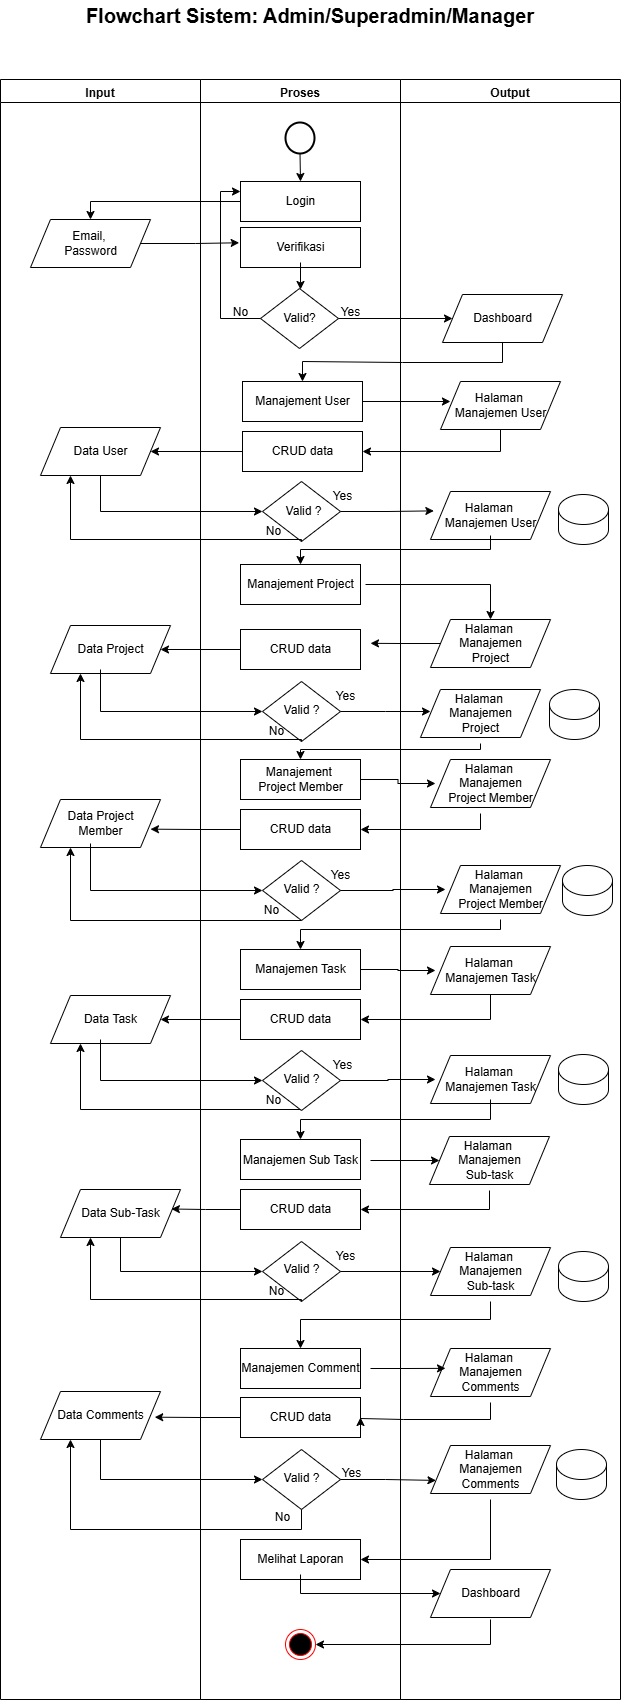 Flowchart Sistem: Admin/Superadmin/Manager
Input
Proses
Output
Login
Email,
Password
Verifikasi
Valid?
No
Yes
Dashboard
Manajement User
Halaman
Manajemen User
CRUD data
Data User
Valid ?
Yes
No
Halaman
Manajemen User
Manajement Project
Halaman
Manajemen
Project
CRUD data
Data Project
Valid ?
Yes
No
Halaman
Manajemen
Project
Manajement
Project Member
Halaman
Manajemen
Project Member
CRUD data
Data Project
Member
Valid ?
Yes
No
Halaman
Manajemen
Project Member
Manajemen Task
Halaman
Manajemen Task
CRUD data
Data Task
Valid ?
Yes
No
Halaman
Manajemen Task
Manajemen Sub Task
Halaman
Manajemen
Sub-task
CRUD data
Data Sub-Task
Valid ?
Yes
No
Halaman
Manajemen
Sub-task
Manajemen Comment
Halaman
Manajemen
Comments
CRUD data
Data Comments
Valid ?
Yes
No
Halaman
Manajemen
Comments
Melihat Laporan
Dashboard